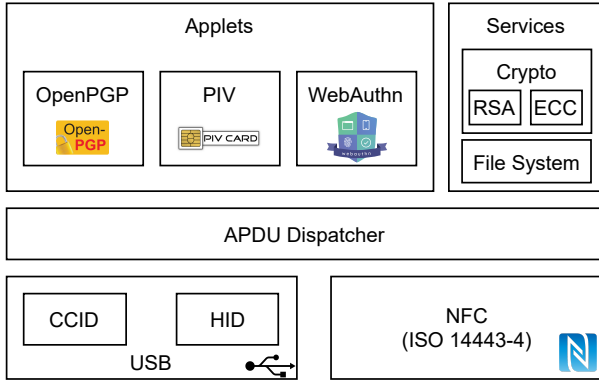 Applets
OpenPGP
PIV
WebAuthn
Open-
PGP
PIV CARD
webauthn
Services
Crypto
RSA
ECC
File System
APDU Dispatcher
CCID
HID
USB
NFC
(ISO 14443-4)